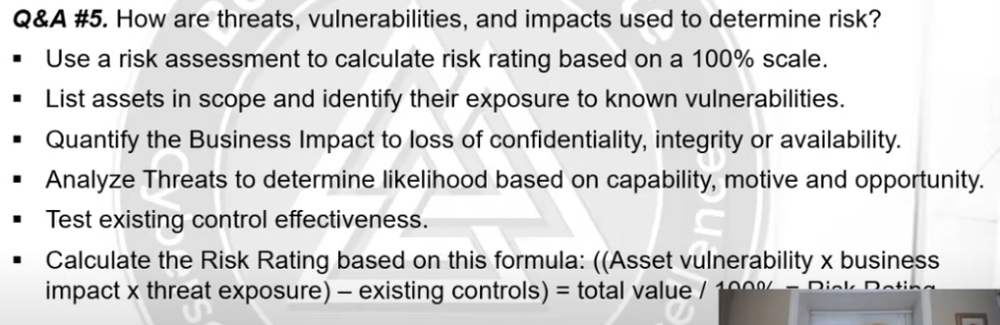 Q&A #5. How are threats, vulnerabilities, and impacts used to determine risk?
▪ Use a risk assessment to calculate risk rating based on a 100% scale.
▪ List assets in scope and identify their exposure to known vulnerabilities.
▪ Quantify the Business Impact to loss of confidentiality, integrity or availability.
▪ Analyze Threats to determine likelihood based on capability, motive and opportunity.
▪ Test existing control effectiveness.
▪ Calculate the Risk Rating based on this formula: ((Asset vulnerability x business
impact x threat exposure) – existing controls) = total value / 100% = Risk Rating